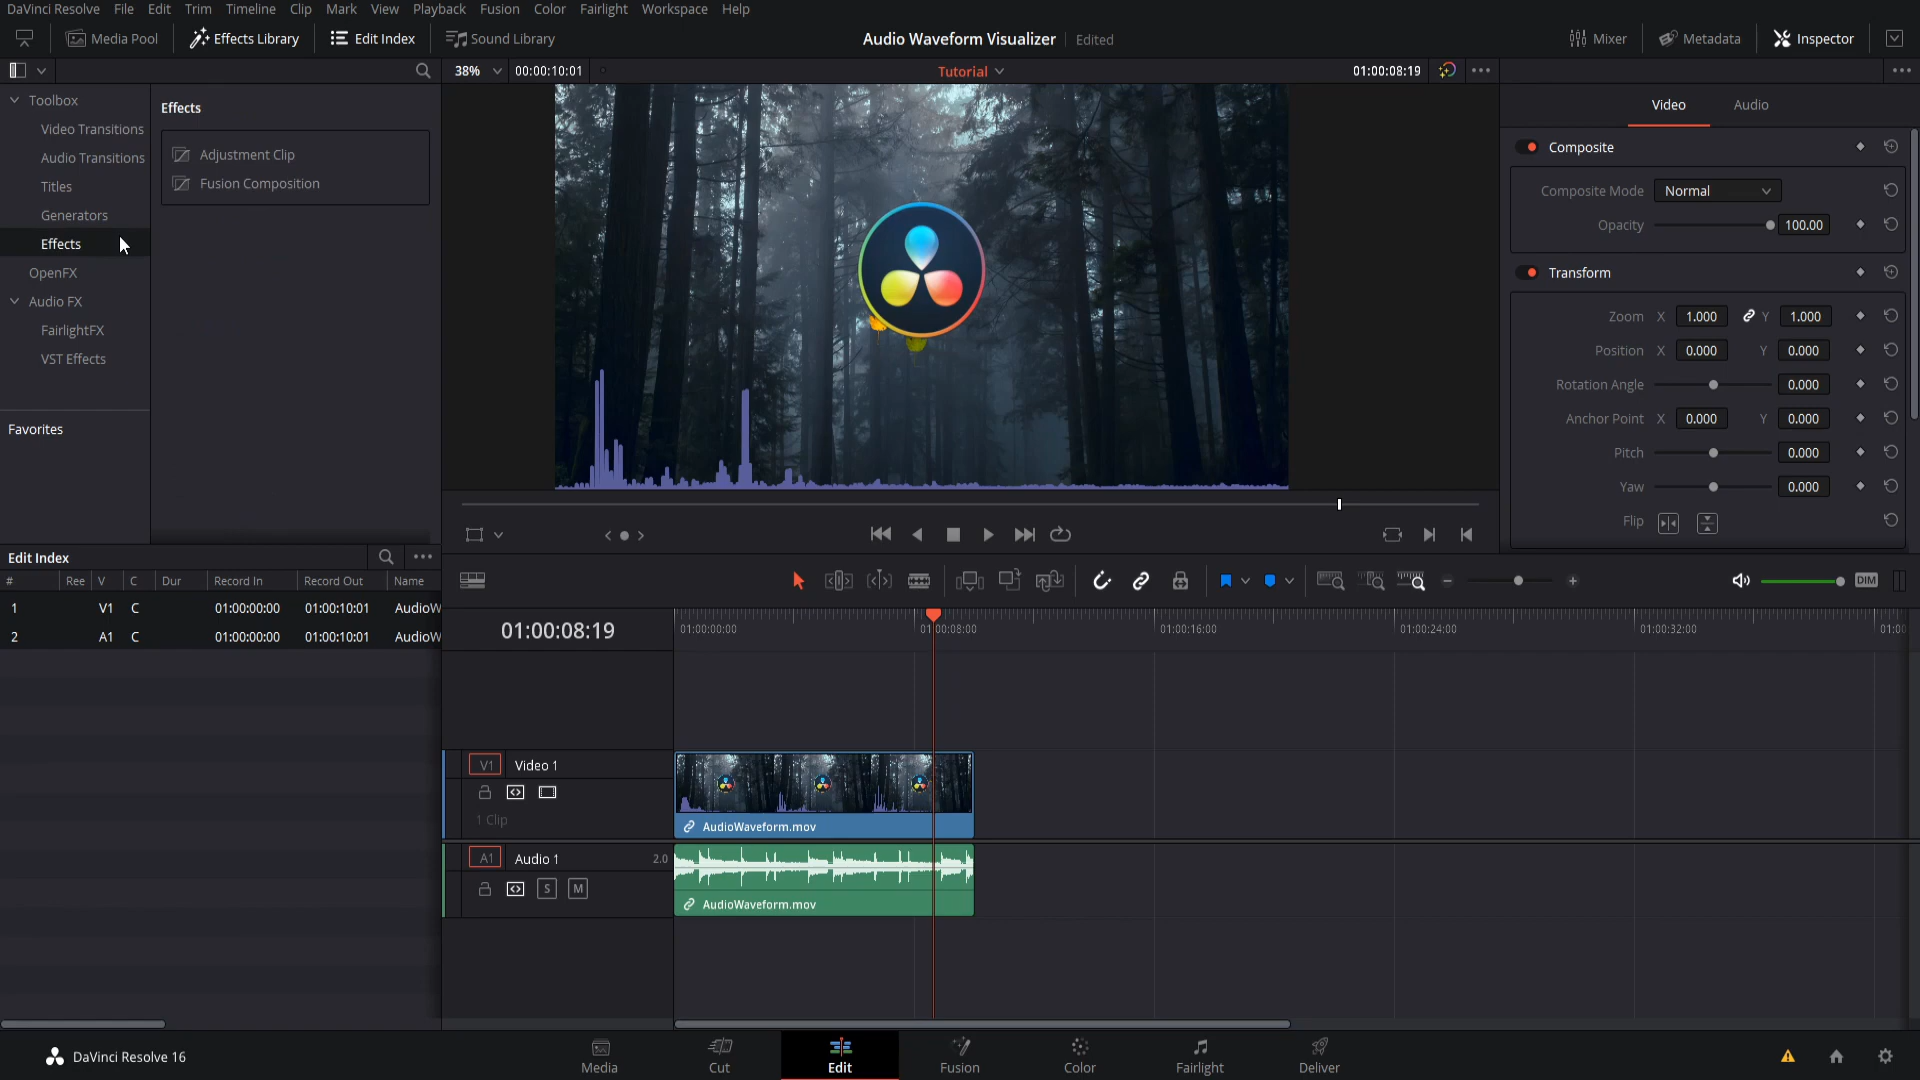 DaVinci Resolve File Edit Trim Timeline Clip Mark View Playback Fusion Color Fairlight Workspace Help
Media Pool Effects Library Edit Index Sound Library Audio Waveform Visualizer Edited Mixer Metadata Inspector
38% 00:00:10:01 Tutorial 01:00:08:19
Toolbox
Video Transitions
Audio Transitions
Titles
Generators
Effects
OpenFX
Audio FX
FairlightFX
VST Effects
Favorites
Effects
Adjustment Clip
Fusion Composition
Video Audio
Composite
Composite Mode Normal
Opacity 100.00
Transform
Zoom X 1.000 Y 1.000
Position X 0.000 Y 0.000
Rotation Angle 0.000
Anchor Point X 0.000 Y 0.000
Pitch 0.000
Yaw 0.000
Flip
Edit Index
# Ree V C Dur Record In Record Out Name
1 V1 C 01:00:00:00 01:00:10:01 AudioW
2 A1 C 01:00:00:00 01:00:10:01 AudioW
DIM
01:00:08:19
01:00:00:00 01:00:08:00 01:00:16:00 01:00:24:00 01:00:32:00 01:00
V1 Video 1
1 Clip
AudioWaveform.mov
A1 Audio 1 2.0
S M
AudioWaveform.mov
DaVinci Resolve 16
Media Cut Edit Fusion Color Fairlight Deliver